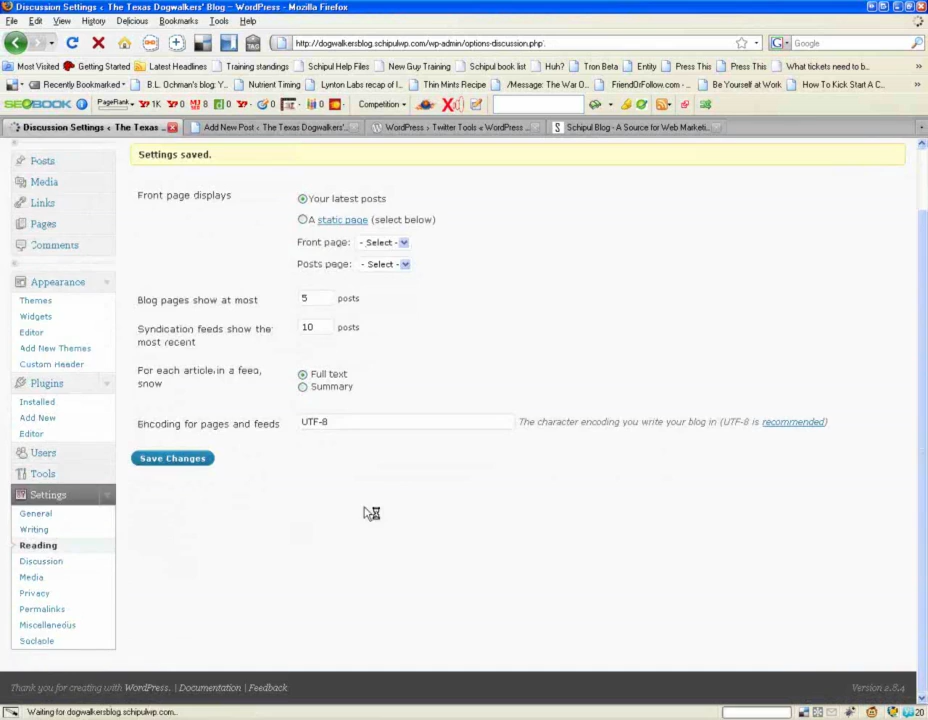 Discussion Settings ‹ The Texas Dogwalkers' Blog — WordPress - Mozilla Firefox
File Edit View History Delicious Bookmarks Tools Help
http://dogwalkersblog.schipulwp.com/wp-admin/options-discussion.php
Google
Most Visited Getting Started Latest Headlines Training standings Schipul Help Files New Guy Training Schipul book list Huh? Tron Beta Entity Press This Press This What tickets need to b...
Recently Bookmarked B.L. Ochman's blog: Y... Nutrient Timing Lynton Labs recap of I... Thin Mints Recipe /Message: The War O... FriendOrFollow.com - ... Be Yourself at Work How To Kick Start A C...
SEOBOOK PageRank 1K 0 8 0 0 0 10 0 Competition
Discussion Settings ‹ The Texas ... Add New Post ‹ The Texas Dogwalkers'... WordPress › Twitter Tools « WordPress ... Schipul Blog - A Source for Web Marketi...
Posts
Media
Links
Pages
Comments
Appearance
Themes
Widgets
Editor
Add New Themes
Custom Header
Plugins
Installed
Add New
Editor
Users
Tools
Settings
General
Writing
Reading
Discussion
Media
Privacy
Permalinks
Miscellaneous
Sociable
Settings saved.
Front page displays
Your latest posts
A static page (select below)
Front page: - Select -
Posts page: - Select -
Blog pages show at most 5 posts
Syndication feeds show the most recent 10 posts
For each article in a feed, show
Full text
Summary
Encoding for pages and feeds UTF-8 The character encoding you write your blog in (UTF-8 is recommended)
Save Changes
Thank you for creating with WordPress. | Documentation | Feedback
Version 2.8.4
Waiting for dogwalkersblog.schipulwp.com...
20